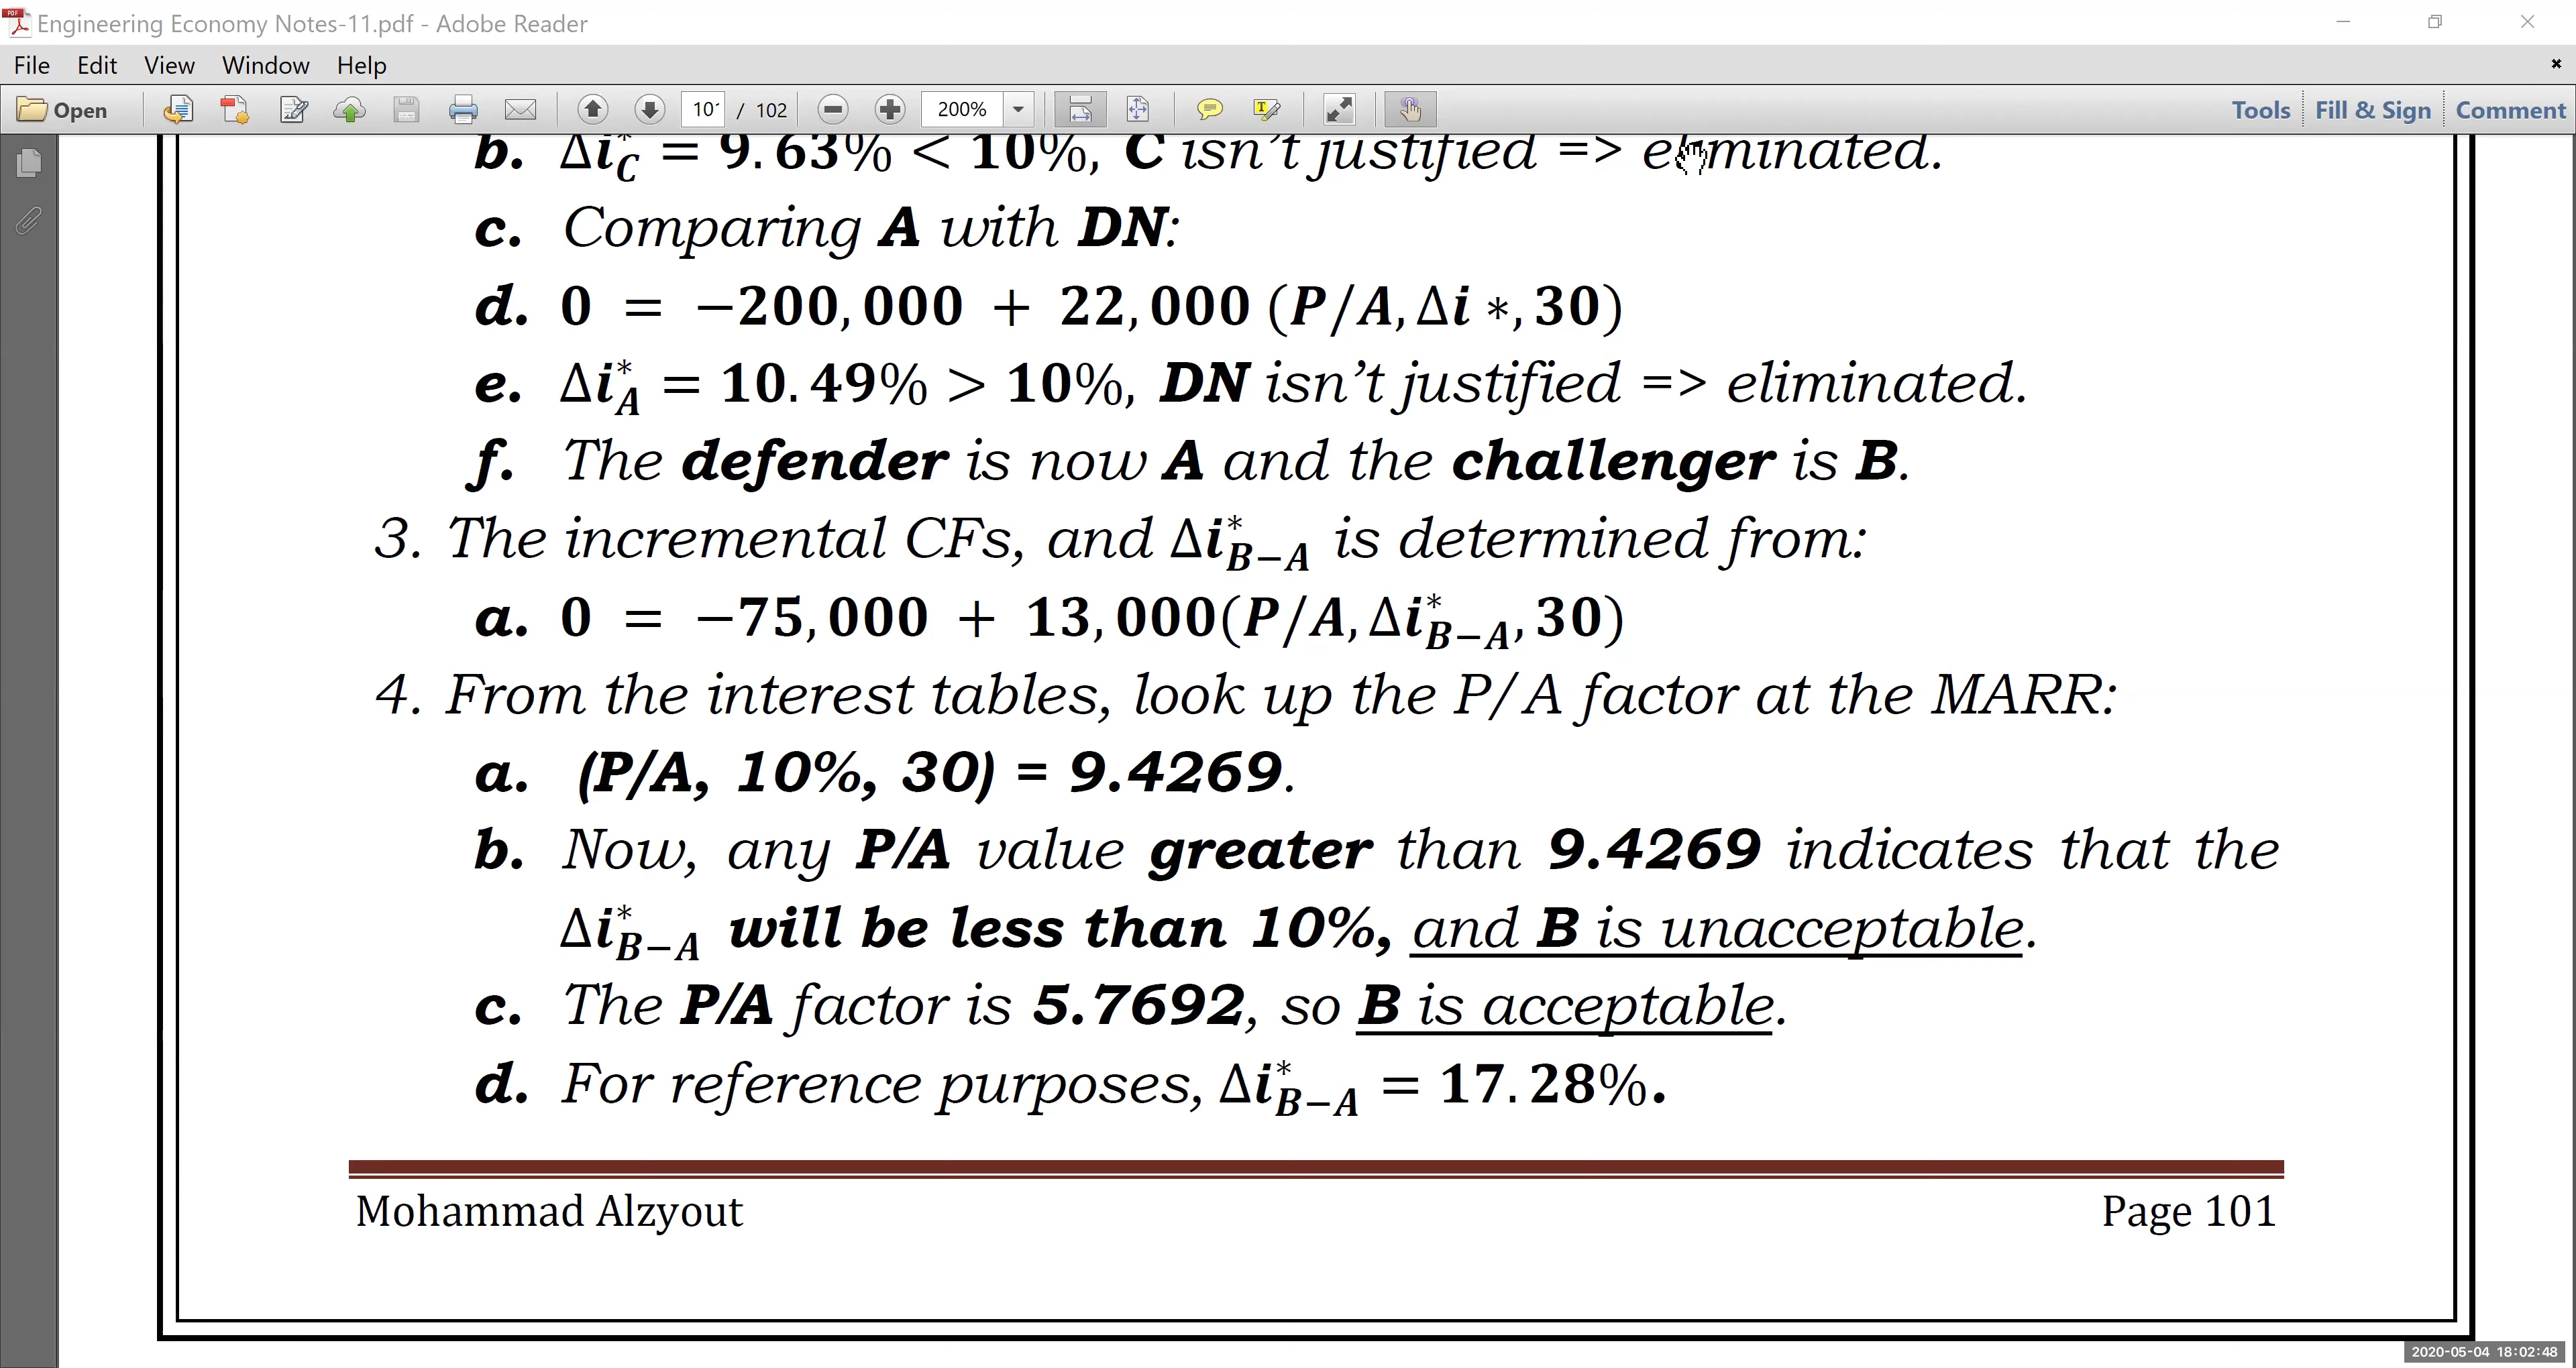 Engineering Economy Notes-11.pdf - Adobe Reader
File Edit View Window Help
Open 10 / 102 200% Tools Fill & Sign Comment
b. Δi*C = 9.63% < 10%, C isn't justified => eliminated.
c. Comparing A with DN:
d. 0 = −200,000 + 22,000 (P/A, Δi *, 30)
e. Δi*A = 10.49% > 10%, DN isn't justified => eliminated.
f. The defender is now A and the challenger is B.
3. The incremental CFs, and Δi*B−A is determined from:
a. 0 = −75,000 + 13,000(P/A, Δi*B−A, 30)
4. From the interest tables, look up the P/A factor at the MARR:
a. (P/A, 10%, 30) = 9.4269.
b. Now, any P/A value greater than 9.4269 indicates that the
Δi*B−A will be less than 10%, and B is unacceptable.
c. The P/A factor is 5.7692, so B is acceptable.
d. For reference purposes, Δi*B−A = 17.28%.
Mohammad Alzyout Page 101
2020-05-04 18:02:48